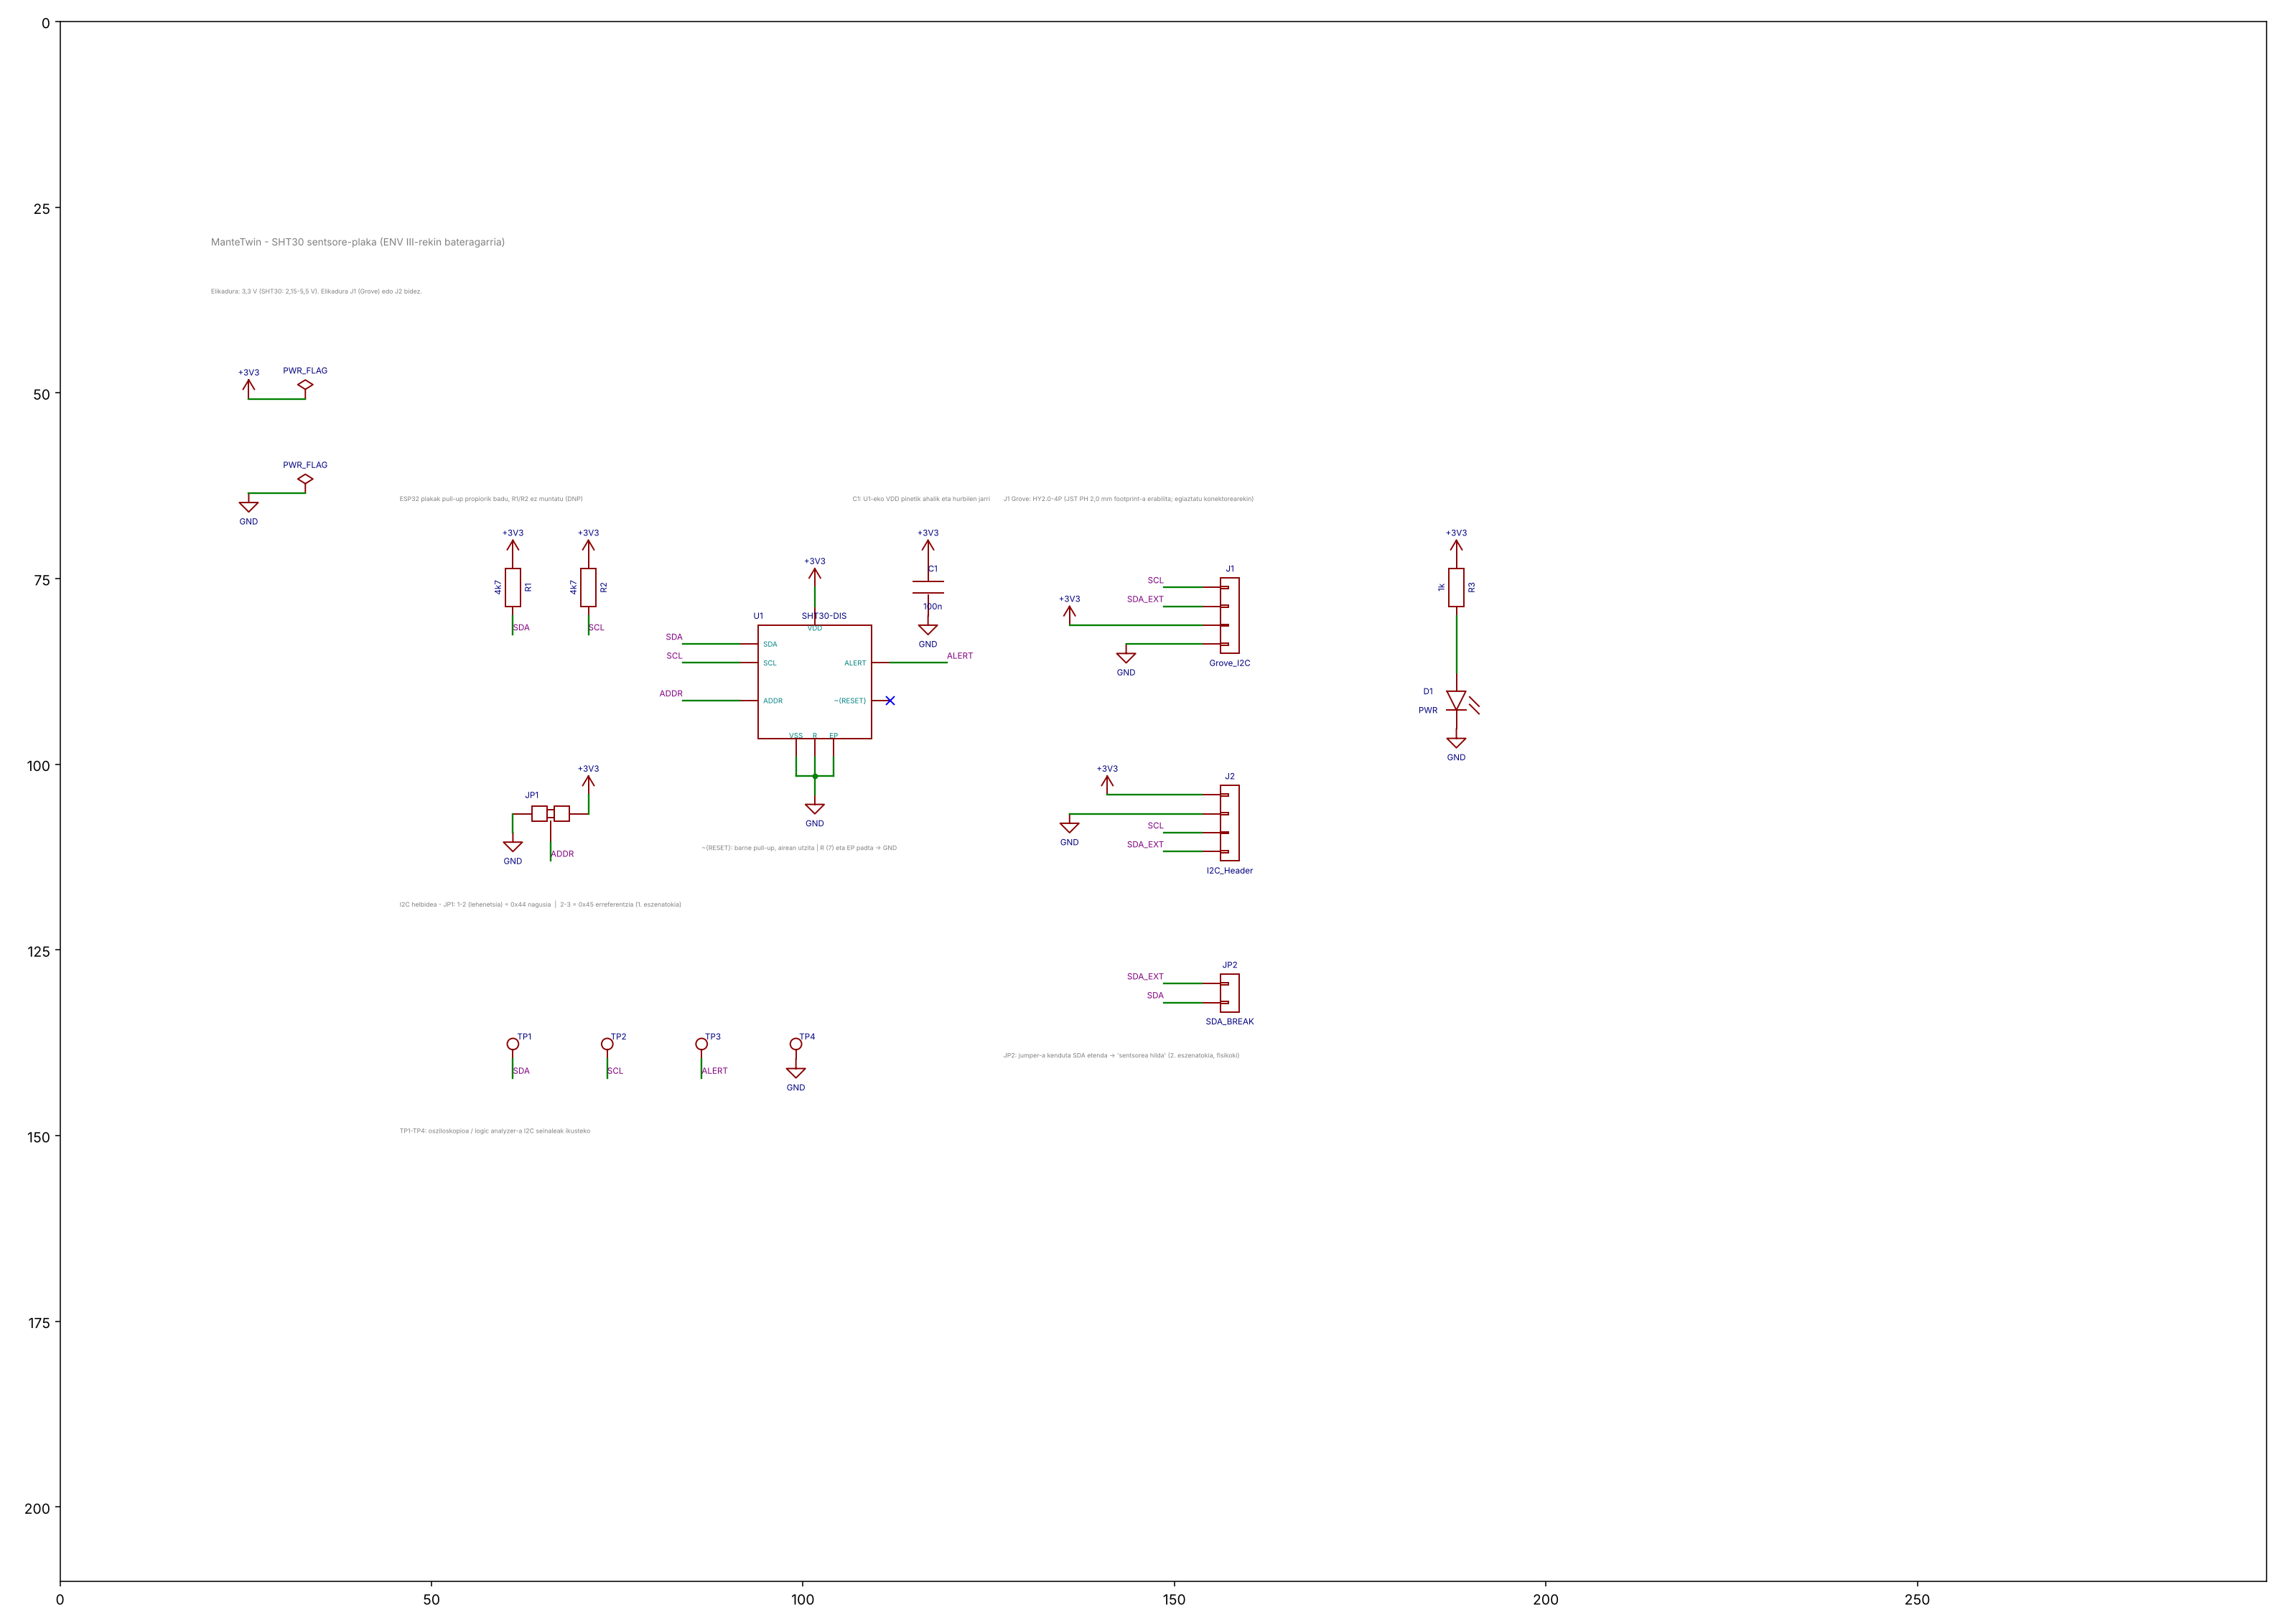 0
25
50
75
100
125
150
175
200
0
50
100
150
200
250
MánteTwin - SHT30 sentsore-plaka (ENV III-rekin bateragarria)
Elikadura: 3,3 V (SHT30: 2,15-5,5 V). Elikadura J1 (Grove) edo J2 bidez.
+3V3
PWR_FLAG
PWR_FLAG
GND
ESP32 plakak pull-up propiorik badu, R1/R2 ez muntatu (DNP)
C1: U1-eko VDD pinetik ahalik eta hurbilen jarri
J1 Grove: HY2.0-4P (JST PH 2,0 mm footprint-a erabilita; egiaztatu konektorearekin)
+3V3
4k7
R1
SDA
+3V3
4k7
R2
SCL
+3V3
U1
SHT30-DIS
VDD
SDA
SDA
SCL
SCL
ALERT
ALERT
ADDR
ADDR
~{RESET}
VSS
R
EP
GND
~{RESET}: barne pull-up, airean utzita | R (7) eta EP padta → GND
+3V3
C1
100n
GND
J1
SCL
SDA_EXT
+3V3
GND
Grove_I2C
+3V3
1k
R3
D1
PWR
GND
+3V3
JP1
GND
ADDR
I2C helbidea - JP1: 1-2 (lehenetsia) = 0x44 nagusia | 2-3 = 0x45 erreferentzia (1. eszenatokia)
+3V3
J2
GND
SCL
SDA_EXT
I2C_Header
JP2
SDA_EXT
SDA
SDA_BREAK
JP2: jumper-a kenduta SDA etenda → 'sentsorea hilda' (2. eszenatokia, fisikoki)
TP1
SDA
TP2
SCL
TP3
ALERT
TP4
GND
TP1-TP4: osziloskopioa / logic analyzer-a I2C seinaleak ikusteko